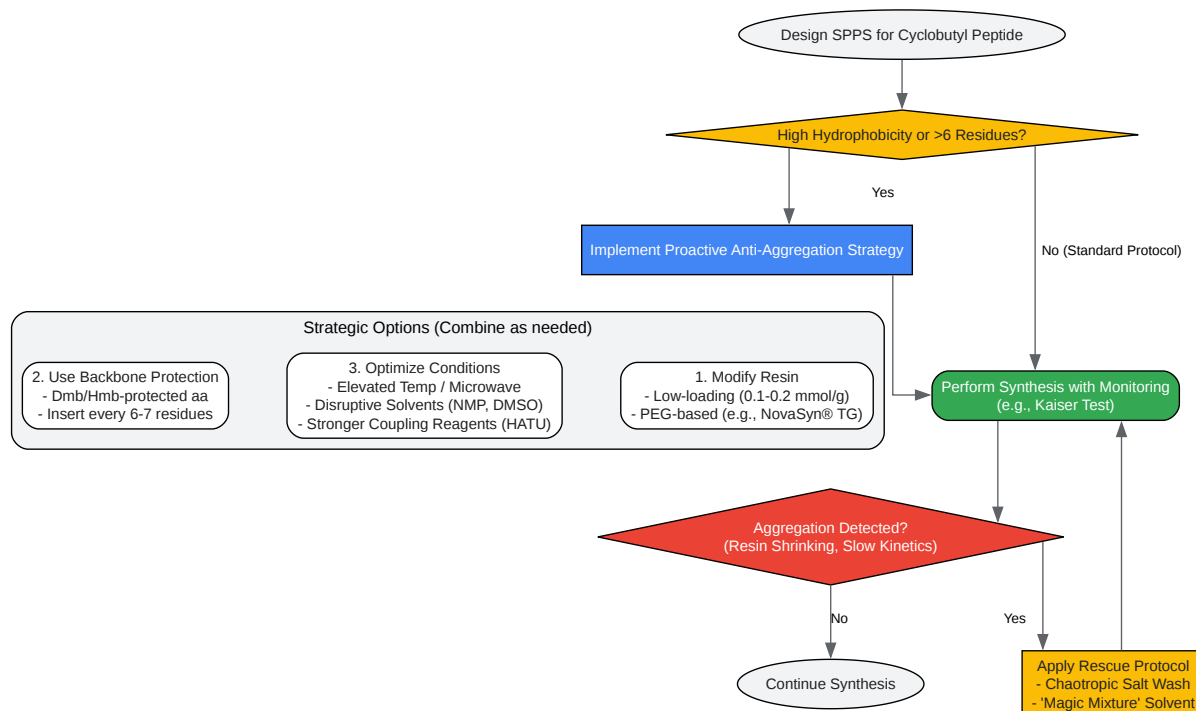 Design SPPS for Cyclobutyl Peptide
High Hydrophobicity or >6 Residues?
Yes
Implement Proactive Anti-Aggregation Strategy
No (Standard Protocol)
Strategic Options (Combine as needed)
2. Use Backbone Protection
- Dmb/Hmb-protected aa
- Insert every 6-7 residues
3. Optimize Conditions
- Elevated Temp / Microwave
- Disruptive Solvents (NMP, DMSO)
- Stronger Coupling Reagents (HATU)
1. Modify Resin
- Low-loading (0.1-0.2 mmol/g)
- PEG-based (e.g., NovaSyn® TG)
Perform Synthesis with Monitoring
(e.g., Kaiser Test)
Aggregation Detected?
(Resin Shrinking, Slow Kinetics)
No
Yes
Continue Synthesis
Apply Rescue Protocol
- Chaotropic Salt Wash
- 'Magic Mixture' Solvent